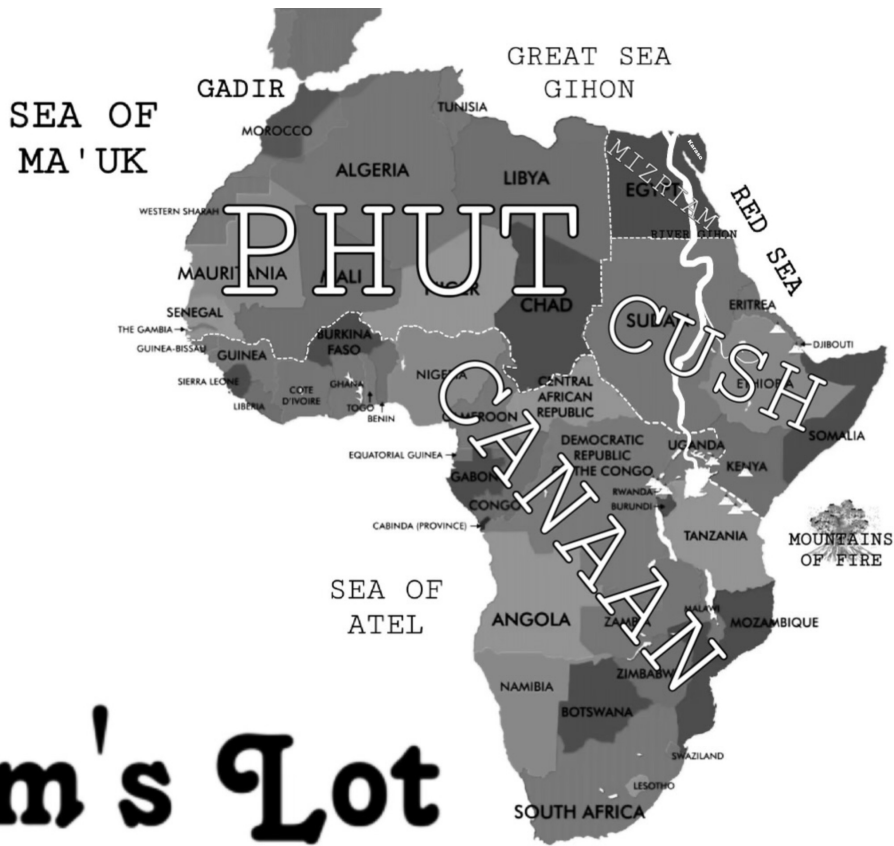 GREAT SEA
GIHON
GADIR
SEA OF
MA'UK
TUNISIA
MOROCCO
Karaso
ALGERIA
LIBYA
EGYPT
MIZRIAM
RED SEA
WESTERN SHARAH
PHUT
RIVER GIHON
MAURITANIA
MALI
NIGER
CHAD
SUDAN
CUSH
ERITREA
SENEGAL
THE GAMBIA
DJIBOUTI
GUINEA-BISSAU
GUINEA
BURKINA
FASO
SIERRA LEONE
LIBERIA
COTE
D'IVOIRE
GHANA
TOGO
BENIN
NIGERIA
CENTRAL
AFRICAN
REPUBLIC
ETHIOPIA
SOMALIA
CAMEROON
CANAAN
EQUATORIAL GUINEA
DEMOCRATIC
REPUBLIC
OF THE CONGO
UGANDA
KENYA
GABON
RWANDA
BURUNDI
CONGO
CABINDA (PROVINCE)
TANZANIA
MOUNTAINS
OF FIRE
SEA OF
ATEL
ANGOLA
ZAMBIA
MALAWI
MOZAMBIQUE
NAMIBIA
ZIMBABWE
BOTSWANA
m's Lot
SWAZILAND
LESOTHO
SOUTH AFRICA